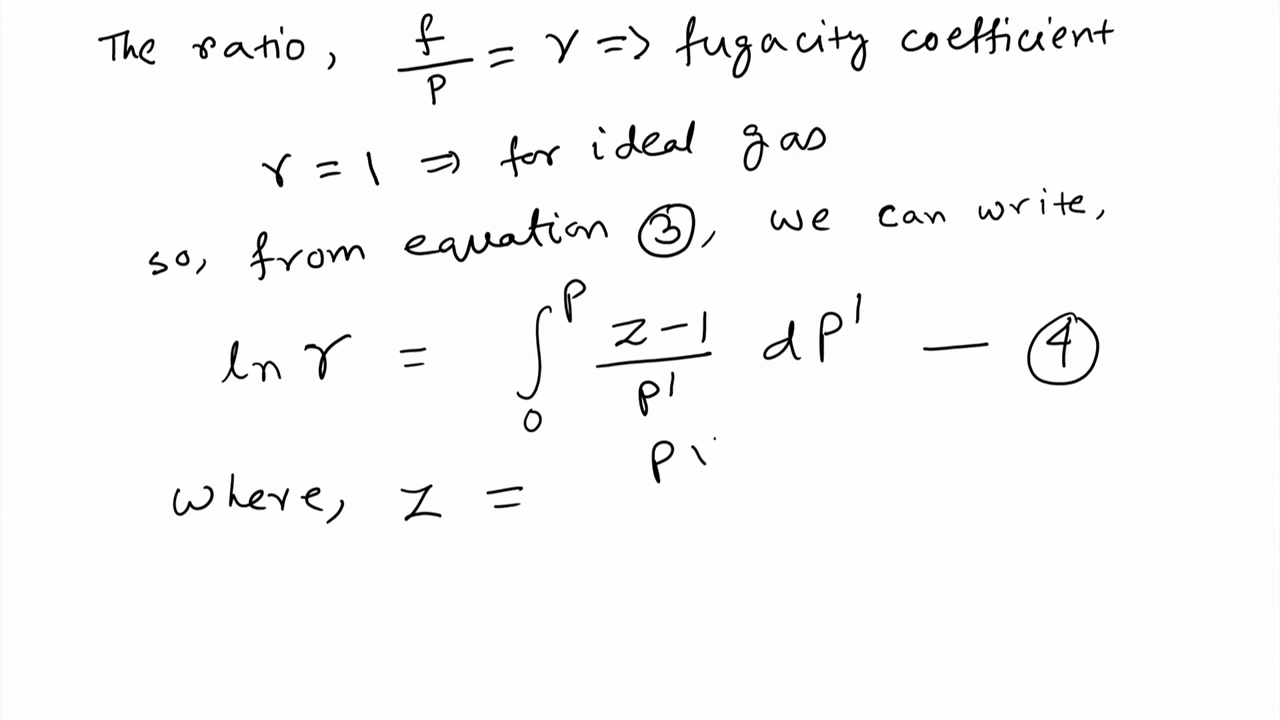 The ratio, f/P = γ => fugacity coefficient
γ = 1 => for ideal gas
so, from equation ③, we can write,
ln γ = ∫₀ᴾ (z-1)/P' dP' — ④
where, z = P